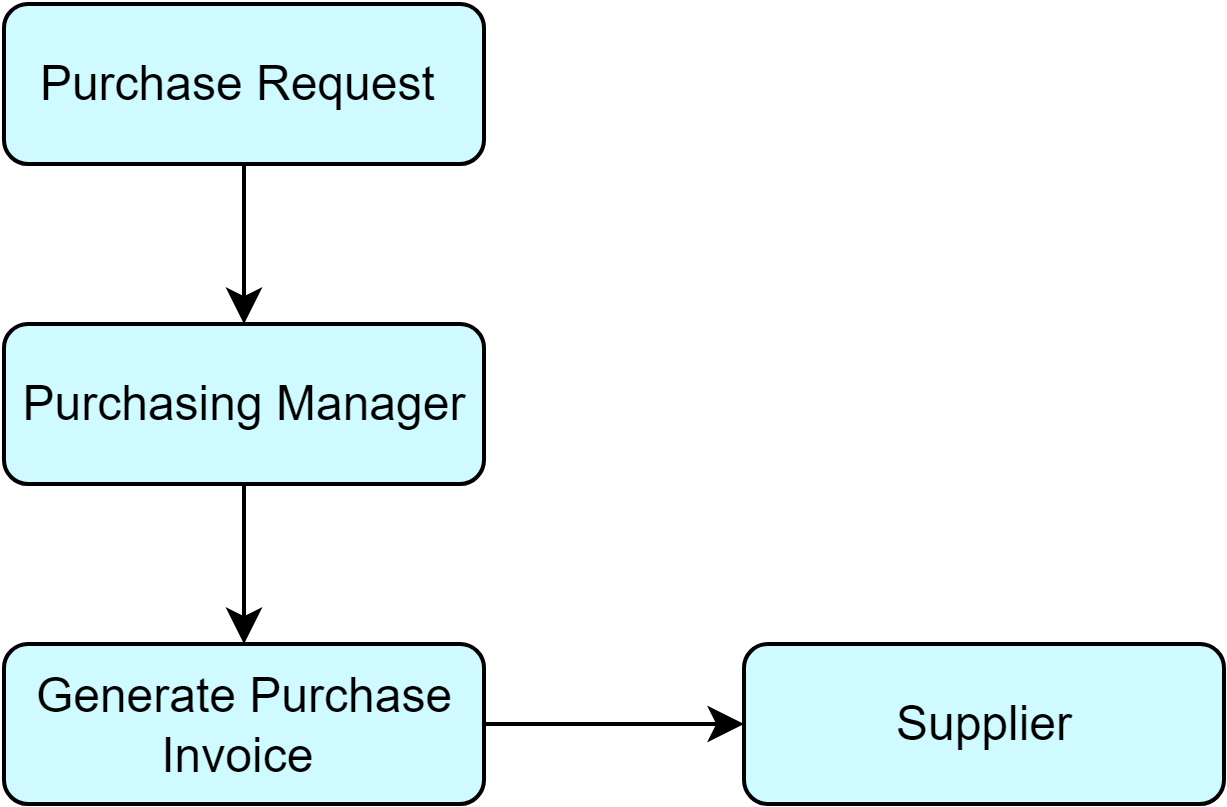 Purchase Request
Purchasing Manager
Generate Purchase
Invoice
Supplier